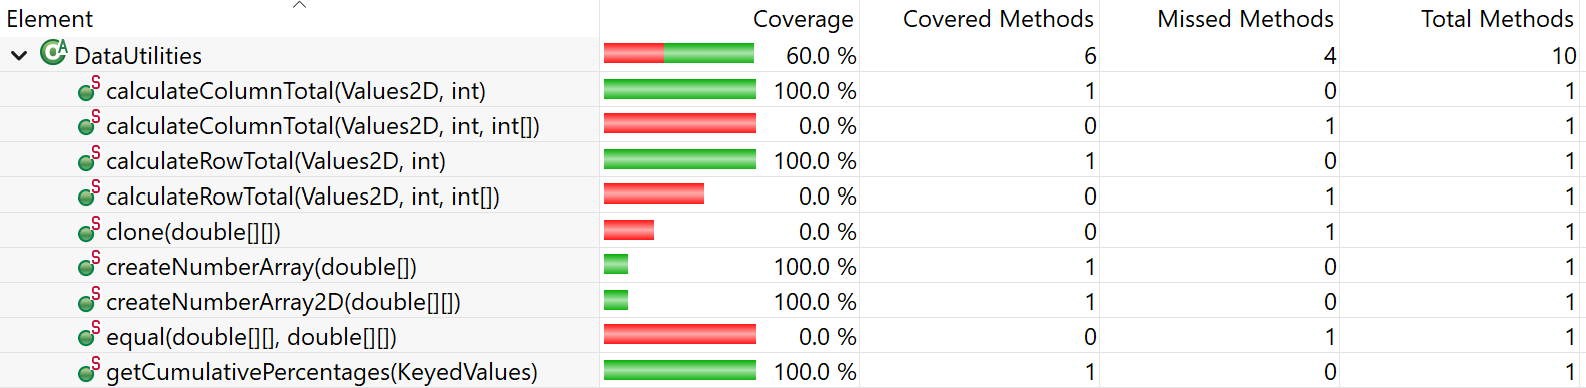 Element Coverage Covered Methods Missed Methods Total Methods
DataUtilities 60.0 % 6 4 10
calculateColumnTotal(Values2D, int) 100.0 % 1 0 1
calculateColumnTotal(Values2D, int, int[]) 0.0 % 0 1 1
calculateRowTotal(Values2D, int) 100.0 % 1 0 1
calculateRowTotal(Values2D, int, int[]) 0.0 % 0 1 1
clone(double[][]) 0.0 % 0 1 1
createNumberArray(double[]) 100.0 % 1 0 1
createNumberArray2D(double[][]) 100.0 % 1 0 1
equal(double[][], double[][]) 0.0 % 0 1 1
getCumulativePercentages(KeyedValues) 100.0 % 1 0 1